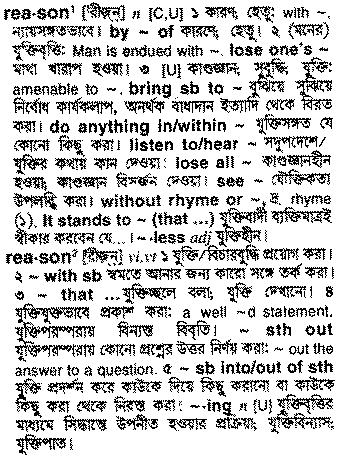 rea·son¹ [ˈরীজ়ন্] n [C,U] ১ কারণ, হেতু: with ~.
ন্যায়সঙ্গতভাবে। by ~ of কারণে, হেতু। ২ (মনের)
যুক্তিবৃত্তি: Man is endued with ~. lose one's ~
মাথা খারাপ হওয়া। ৩ [U] কাণ্ডজ্ঞান, সুবুদ্ধি, যুক্তি:
amenable to ~. bring sb to ~ বুঝিয়ে সুঝিয়ে
নির্বোধ কার্যকলাপ, অনর্থক বাধাদান ইত্যাদি থেকে বিরত
করা। do anything in/within ~ যুক্তিসঙ্গত যে
কোনো কিছু করা। listen to/hear ~ সদুপদেশে/
যুক্তির কথায় কান দেওয়া: lose all ~ কাণ্ডজ্ঞানহীন
হওয়া; কাণ্ডজ্ঞান বিসর্জন দেওয়া। see ~ যৌক্তিকতা
উপলব্ধি করা। without rhyme or ~, দ্র. rhyme
(১). It stands to ~ (that ...) যুক্তিবাদী ব্যক্তিমাত্রই
স্বীকার করবেন যে...। ~·less adj যুক্তিহীন।
rea·son² [ˈরীজ়ন্] vi,vt ১ যুক্তি/বিচারবুদ্ধি প্রয়োগ করা।
২ ~ with sb স্বমতে আনার জন্য কারো সঙ্গে তর্ক করা।
৩ ~ that ...যুক্তিচ্ছলে বলা; যুক্তি দেখানো। ৪
যুক্তিযুক্তভাবে প্রকাশ করা: a well ~d statement.
যুক্তিপরম্পরায় বিন্যস্ত বিবৃতি। ~ sth out
যুক্তিপরম্পরায় কোনো প্রশ্নের উত্তর নির্ণয় করা: ~ out the
answer to a question. ৫ ~ sb into/out of sth
যুক্তি প্রদর্শন করে কাউকে দিয়ে কিছু করানো বা কাউকে
কিছু করা থেকে নিরস্ত করা। ~·ing n [U] যুক্তিবৃত্তির
মাধ্যমে সিদ্ধান্তে উপনীত হওয়ার প্রক্রিয়া; যুক্তিবিন্যাস;
যুক্তিপাত।